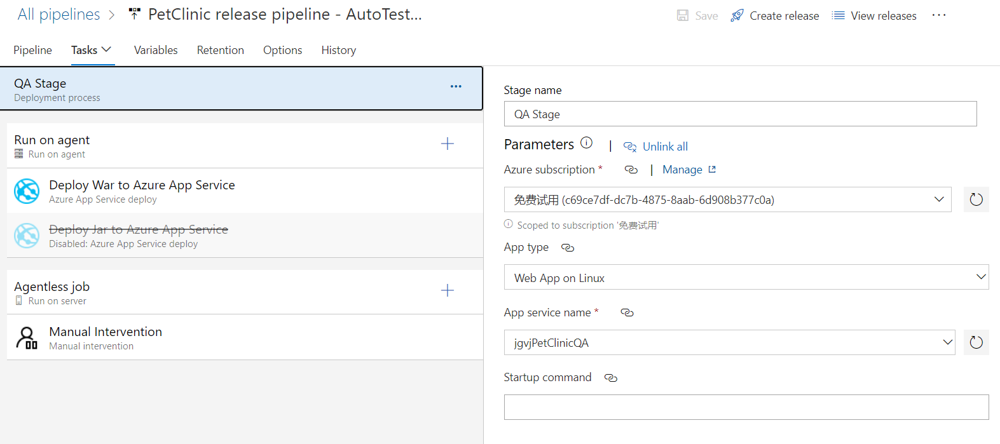 All pipelines > PetClinic release pipeline - AutoTest...
Save Create release View releases ...
Pipeline Tasks Variables Retention Options History
QA Stage
Deployment process
Run on agent
Run on agent
Deploy War to Azure App Service
Azure App Service deploy
Deploy Jar to Azure App Service
Disabled: Azure App Service deploy
Agentless job
Run on server
Manual Intervention
Manual intervention
Stage name
QA Stage
Parameters | Unlink all
Azure subscription * | Manage
免费试用 (c69ce7df-dc7b-4875-8aab-6d908b377c0a)
Scoped to subscription '免费试用'
App type
Web App on Linux
App service name *
jgvjPetClinicQA
Startup command